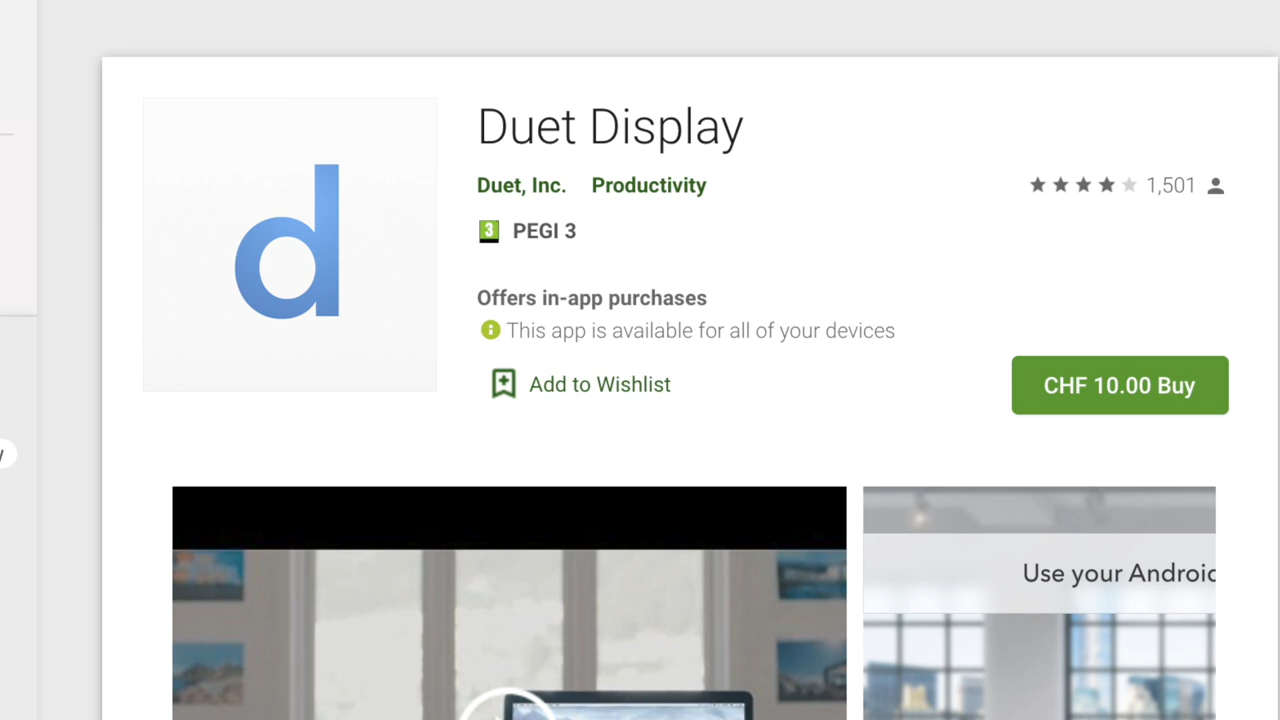 d
Duet Display
Duet, Inc. Productivity
1,501
3 PEGI 3
Offers in-app purchases
This app is available for all of your devices
Add to Wishlist
CHF 10.00 Buy
Use your Android